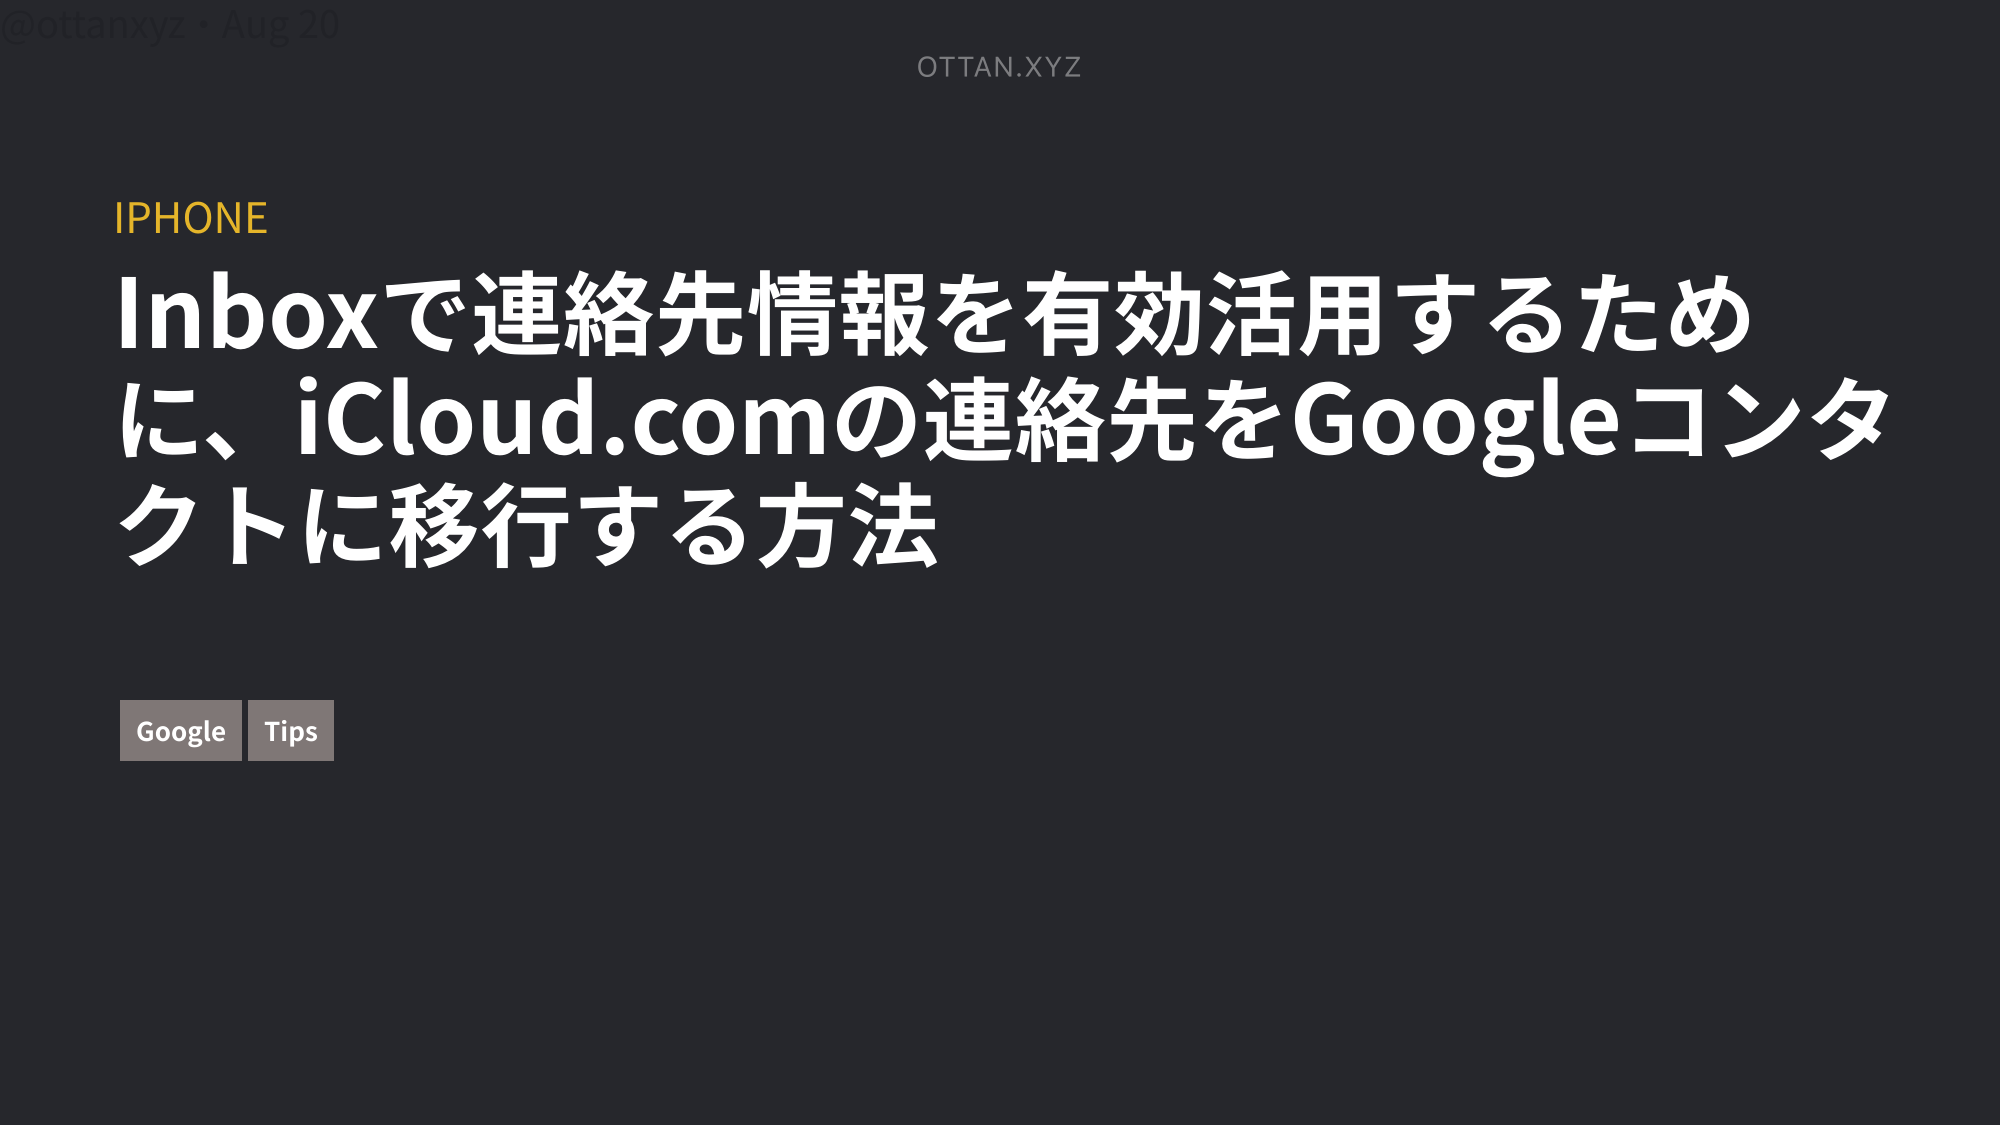 @ottanxyz・Aug 20
OTTAN.XYZ
IPHONE
Inboxで連絡先情報を有効活用するため
に、iCloud.comの連絡先をGoogleコンタ
クトに移行する方法
Google Tips